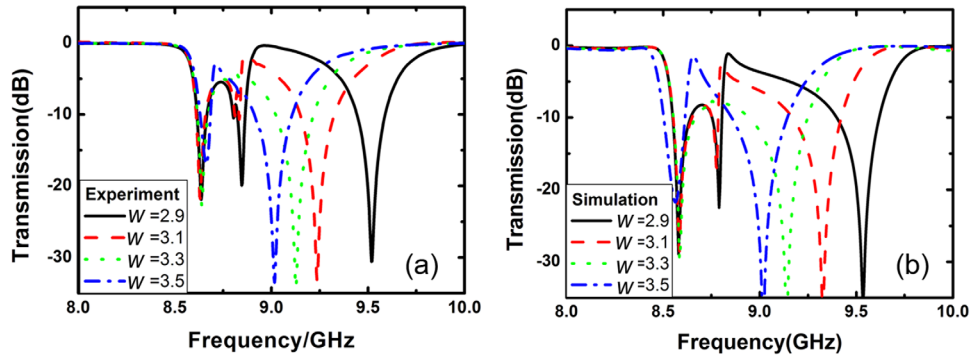 0
-10
-20
-30
Transmission(dB)
Experiment
W=2.9
W=3.1
W=3.3
W=3.5
(a)
8.0
8.5
9.0
9.5
10.0
Frequency/GHz
0
-10
-20
-30
Transmission(dB)
Simulation
W=2.9
W=3.1
W=3.3
W=3.5
(b)
8.0
8.5
9.0
9.5
10.0
Frequency(GHz)